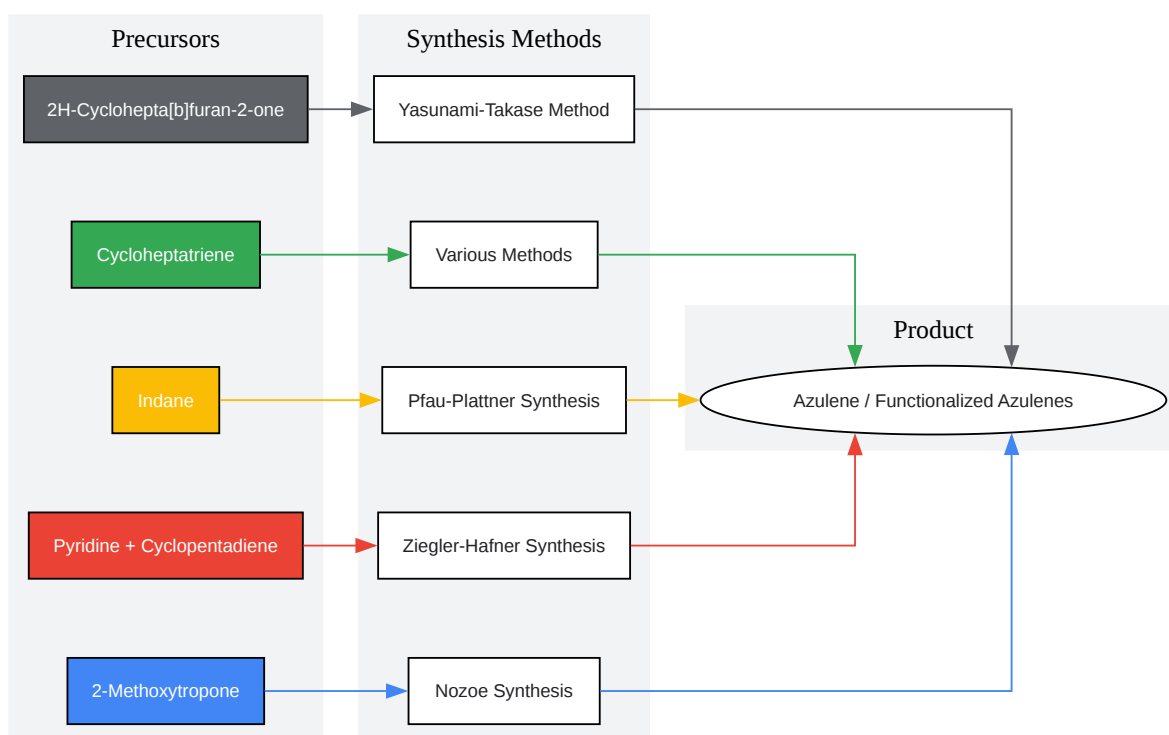 Precursors
Synthesis Methods
2H-Cyclohepta[b]furan-2-one
Yasunami-Takase Method
Cycloheptatriene
Various Methods
Product
Indane
Pfau-Plattner Synthesis
Azulene / Functionalized Azulenes
Pyridine + Cyclopentadiene
Ziegler-Hafner Synthesis
2-Methoxytropone
Nozoe Synthesis